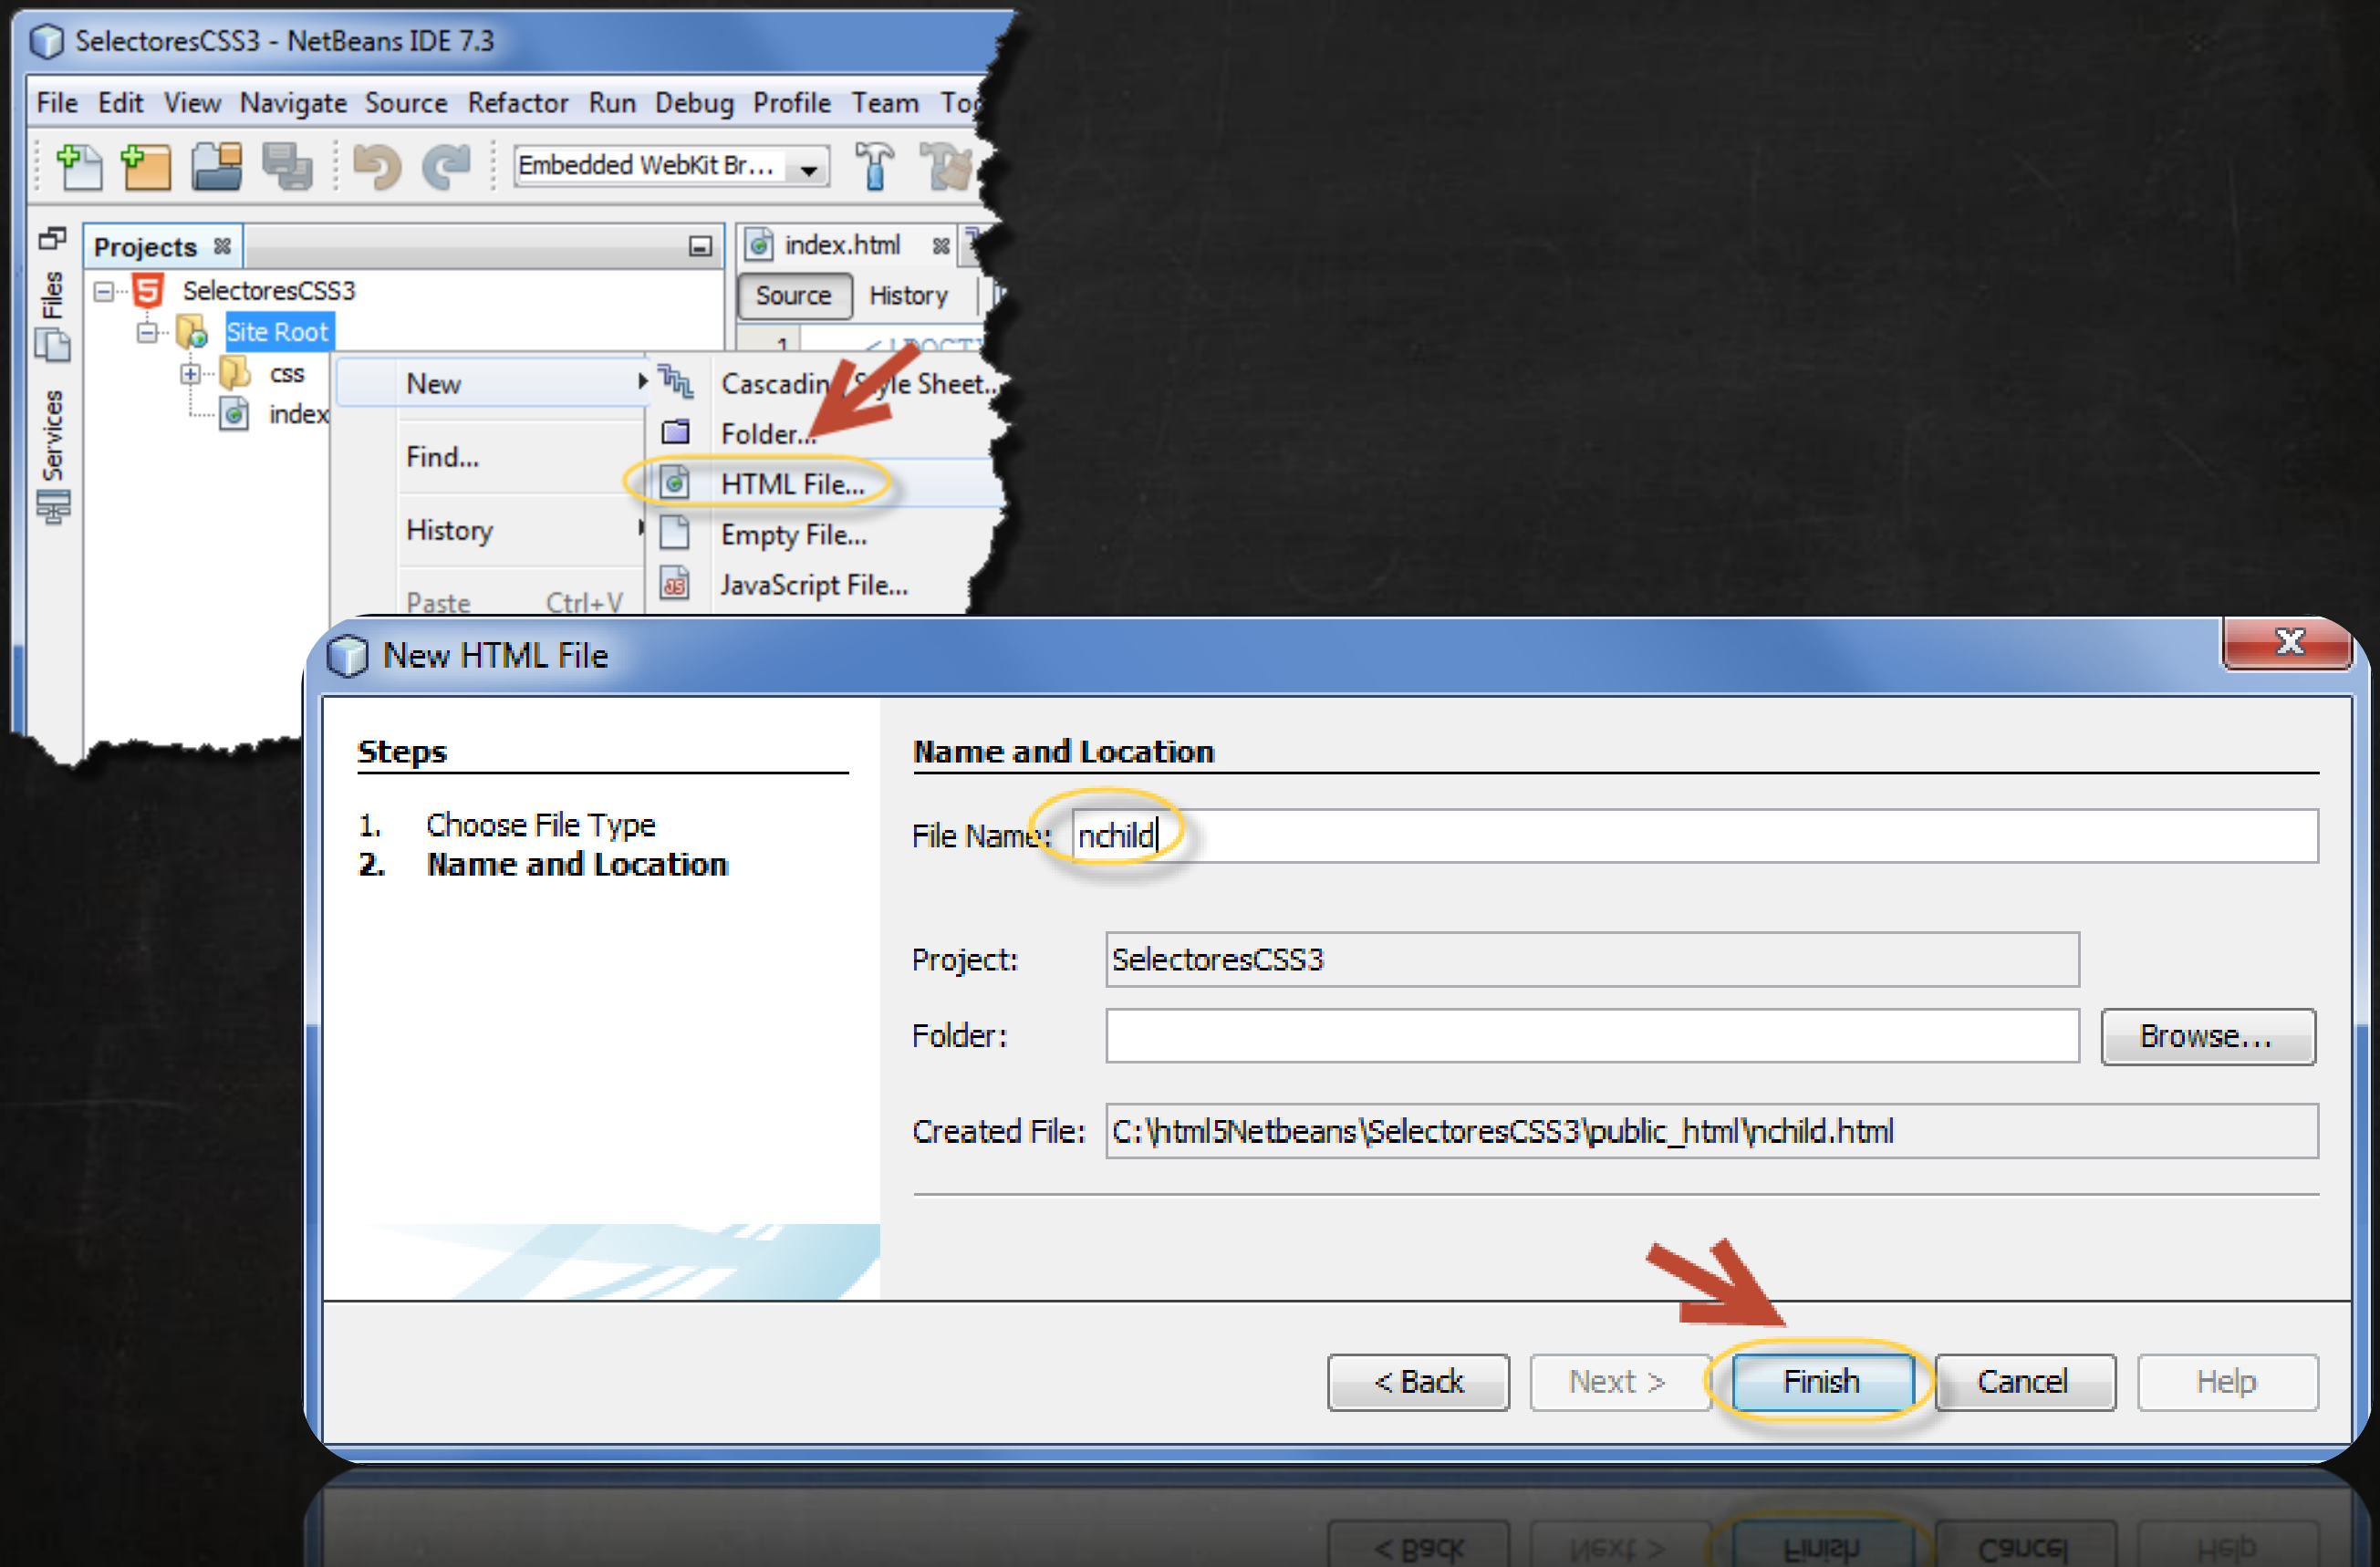 SelectoresCSS3 - NetBeans IDE 7.3
File Edit View Navigate Source Refactor Run Debug Profile Team
Embedded WebKit Br...
Files
Services
Projects
SelectoresCSS3
Site Root
css
index
index.html
Source History
1
New
Find...
History
Paste Ctrl+V
Folder...
HTML File...
Empty File...
JavaScript File...
New HTML File
Steps
1. Choose File Type
2. Name and Location
Name and Location
File Name: nchild
Project: SelectoresCSS3
Folder:
Browse...
Created File: C:\html5Netbeans\SelectoresCSS3\public_html\nchild.html
< Back Next > Finish Cancel Help